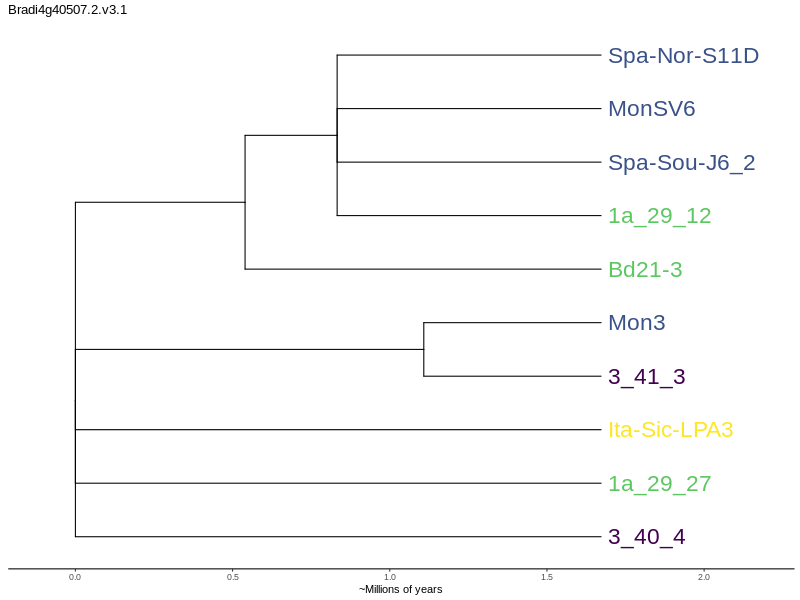 Bradi4g40507.2.v3.1
Spa-Nor-S11D
MonSV6
Spa-Sou-J6_2
1a_29_12
Bd21-3
Mon3
3_41_3
Ita-Sic-LPA3
1a_29_27
3_40_4
0.0 0.5 1.0 1.5 2.0
~Millions of years